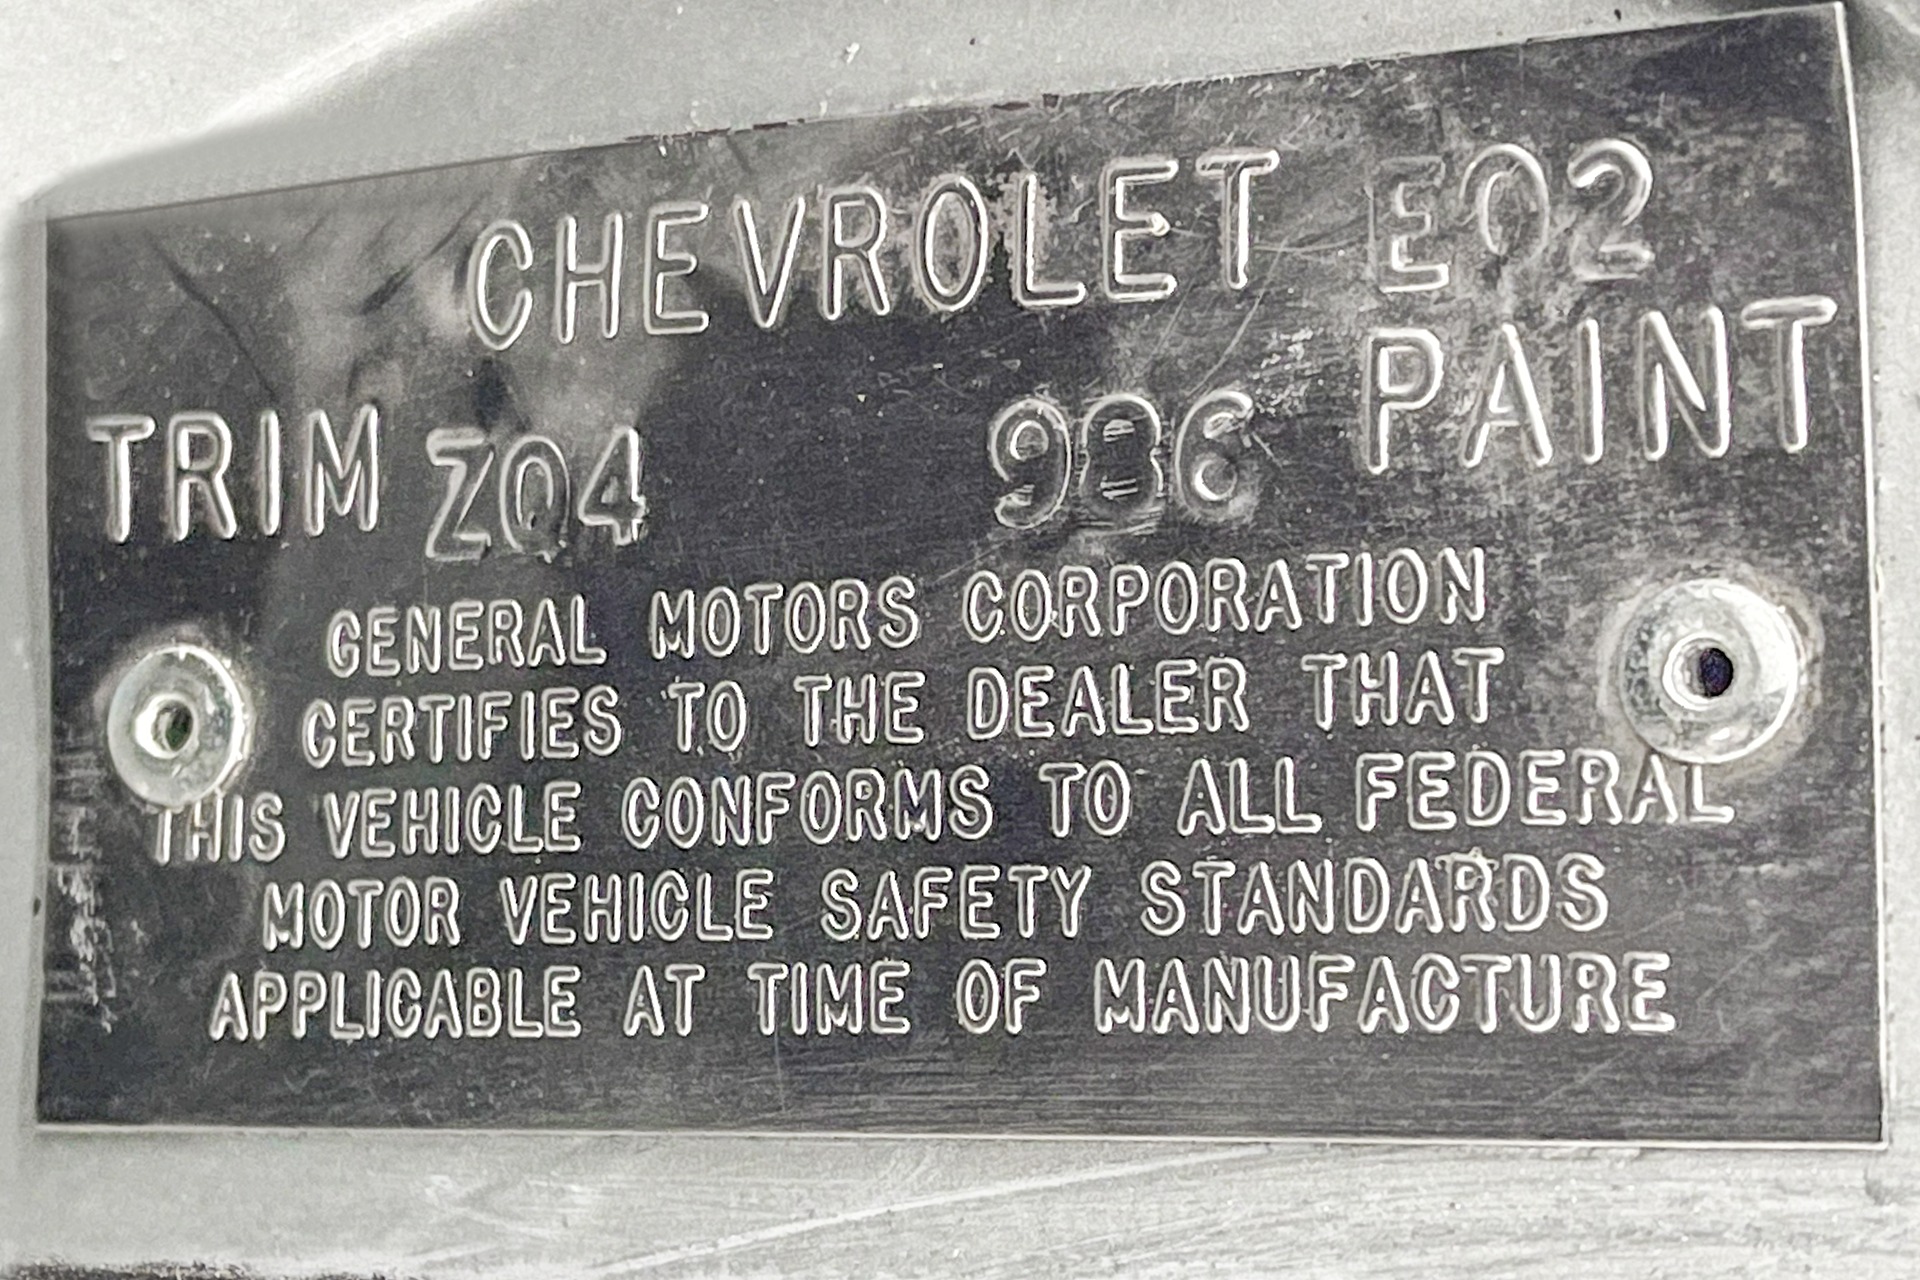 CHEVROLET E02
TRIM ZQ4 986 PAINT
GENERAL MOTORS CORPORATION
CERTIFIES TO THE DEALER THAT
THIS VEHICLE CONFORMS TO ALL FEDERAL
MOTOR VEHICLE SAFETY STANDARDS
APPLICABLE AT TIME OF MANUFACTURE